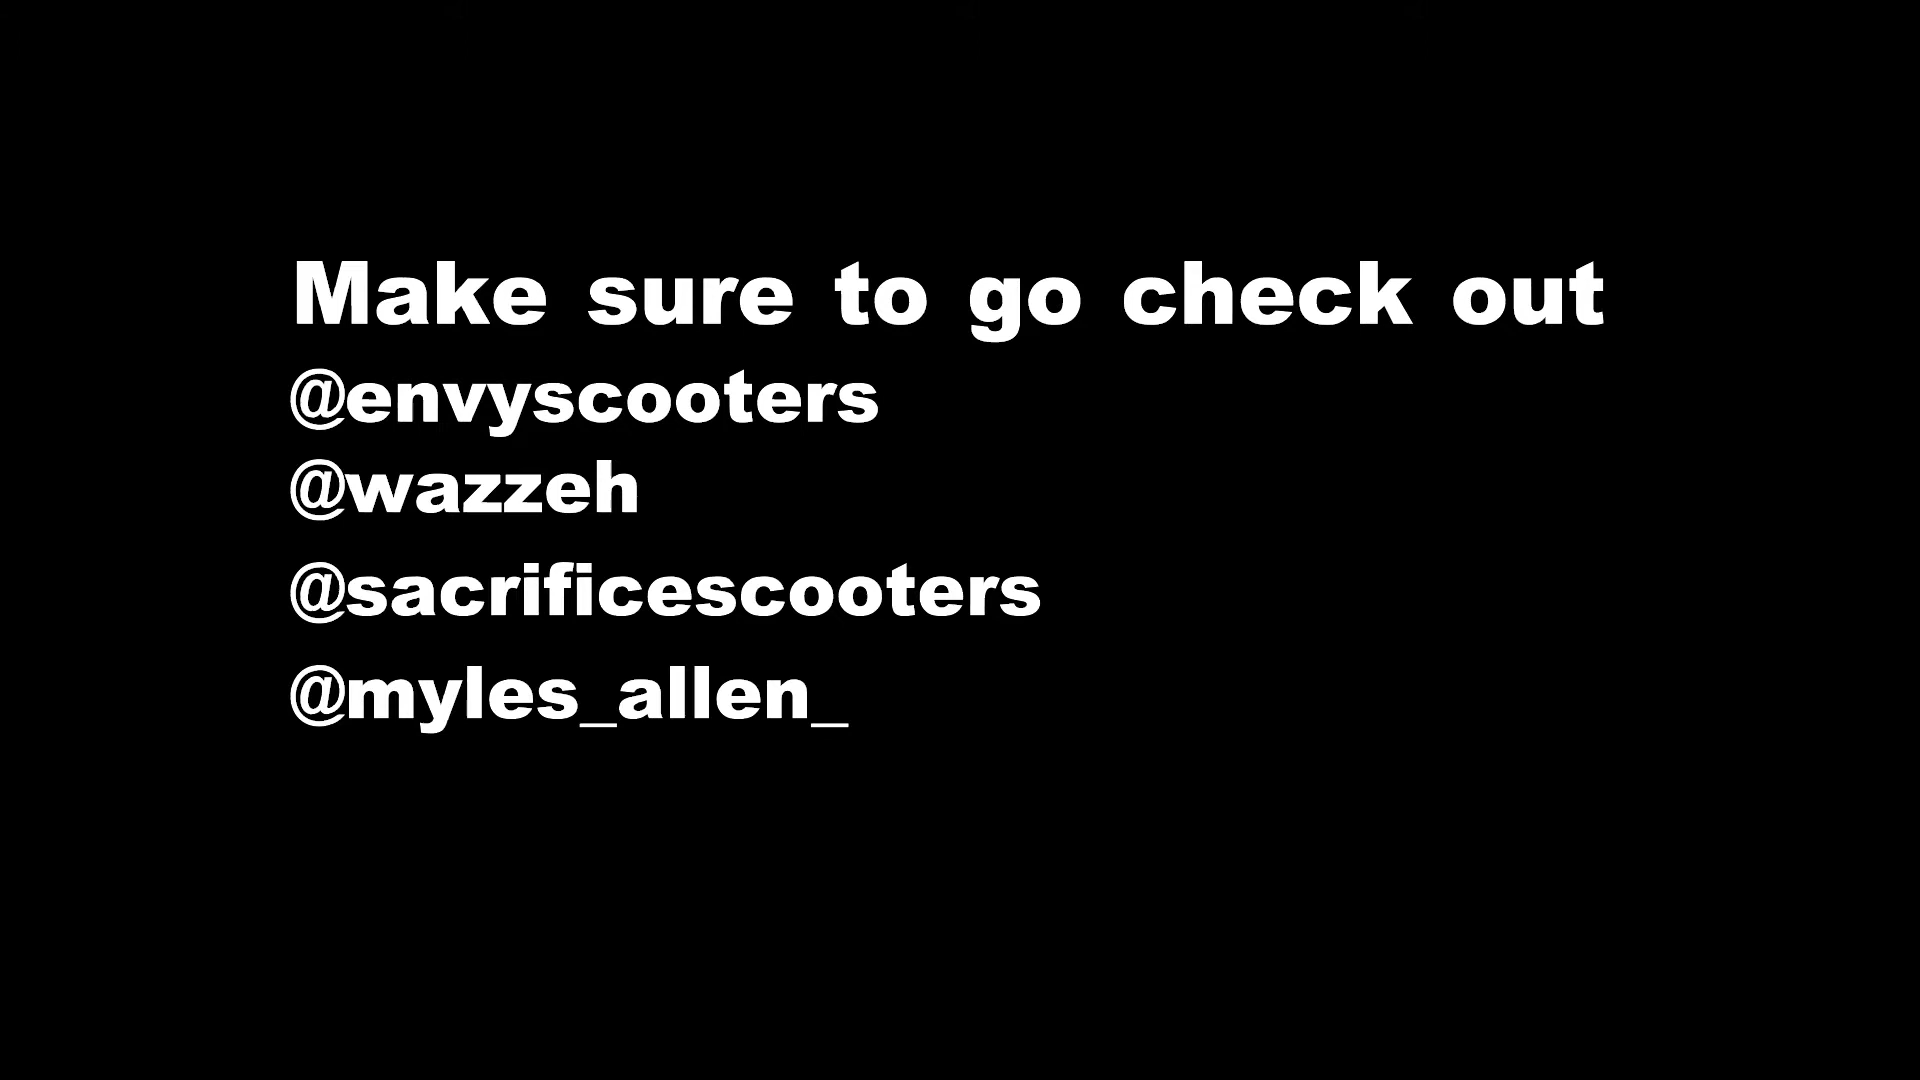 Make sure to go check out
@envyscooters
@wazzeh
@sacrificescooters
@myles_allen_